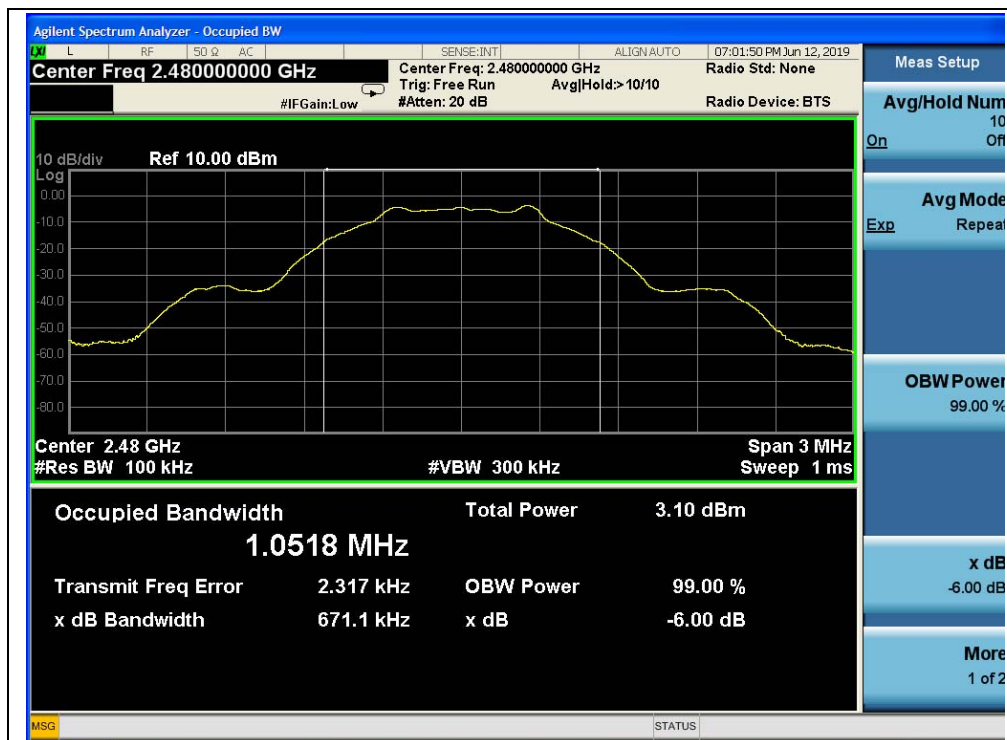 Agilent Spectrum Analyzer - Occupied BW
LXI L RF 50 Ω AC SENSE:INT ALIGN AUTO 07:01:50 PM Jun 12, 2019
Center Freq 2.480000000 GHz
Center Freq: 2.480000000 GHz
Radio Std: None
Trig: Free Run Avg|Hold:>10/10
#IFGain:Low
#Atten: 20 dB
Radio Device: BTS
10 dB/div Ref 10.00 dBm
Log
0.00
-10.0
-20.0
-30.0
-40.0
-50.0
-60.0
-70.0
-80.0
Center 2.48 GHz Span 3 MHz
#Res BW 100 kHz #VBW 300 kHz Sweep 1 ms
Occupied Bandwidth Total Power 3.10 dBm
1.0518 MHz
Transmit Freq Error 2.317 kHz OBW Power 99.00 %
x dB Bandwidth 671.1 kHz x dB -6.00 dB
MSG STATUS
Meas Setup
Avg/Hold Num
10
On Off
Avg Mode
Exp Repeat
OBW Power
99.00 %
x dB
-6.00 dB
More
1 of 2